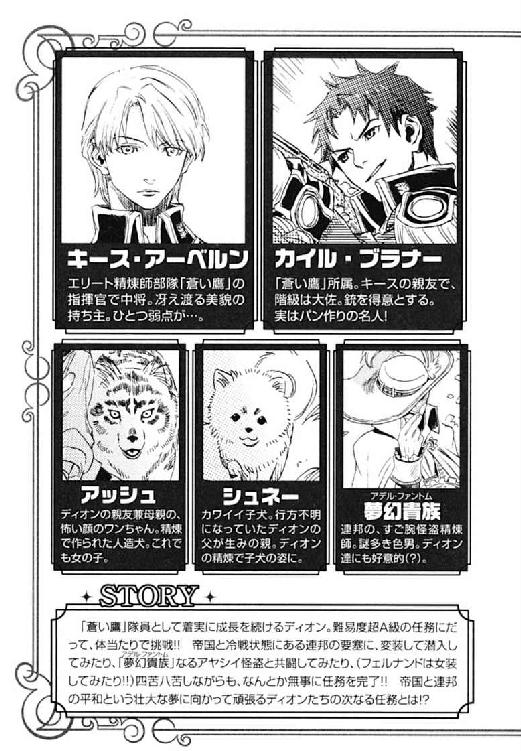 キース・アーベルン
エリート精煉師部隊「蒼い鷹」の
指揮官で中将。冴え渡る美貌の
持ち主。ひとつ弱点が…。
カイル・ブラナー
「蒼い鷹」所属。キースの親友で、
階級は大佐。銃を得意とする。
実はパン作りの名人!
アッシュ
ディオンの親友兼母親の、
怖い顔のワンちゃん。精煉
で作られた人造犬。これで
も女の子。
シュネー
カワイイ子犬。行方不明
になっていたディオンの
父が生みの親。ディオン
の精煉で子犬の姿に。
アデル・ファントム
夢幻貴族
連邦の、すご腕怪盗精煉
師。謎多き色男。ディオン
達にも好意的(?)。
STORY
「蒼い鷹」隊員として着実に成長を続けるディオン。難易度超A級の任務にだ
って、体当たりで挑戦!! 帝国と冷戦状態にある連邦の要塞に、変装して潜入し
アデル・ファントム
てみたり、「夢幻貴族」なるアヤシイ怪盗と共闘してみたり、(フェルナンドは女装
してみたり!!)四苦八苦しながらも、なんとか無事に任務を完了!! 帝国と連邦
の平和という壮大な夢に向かって頑張るディオンたちの次なる任務とは!?